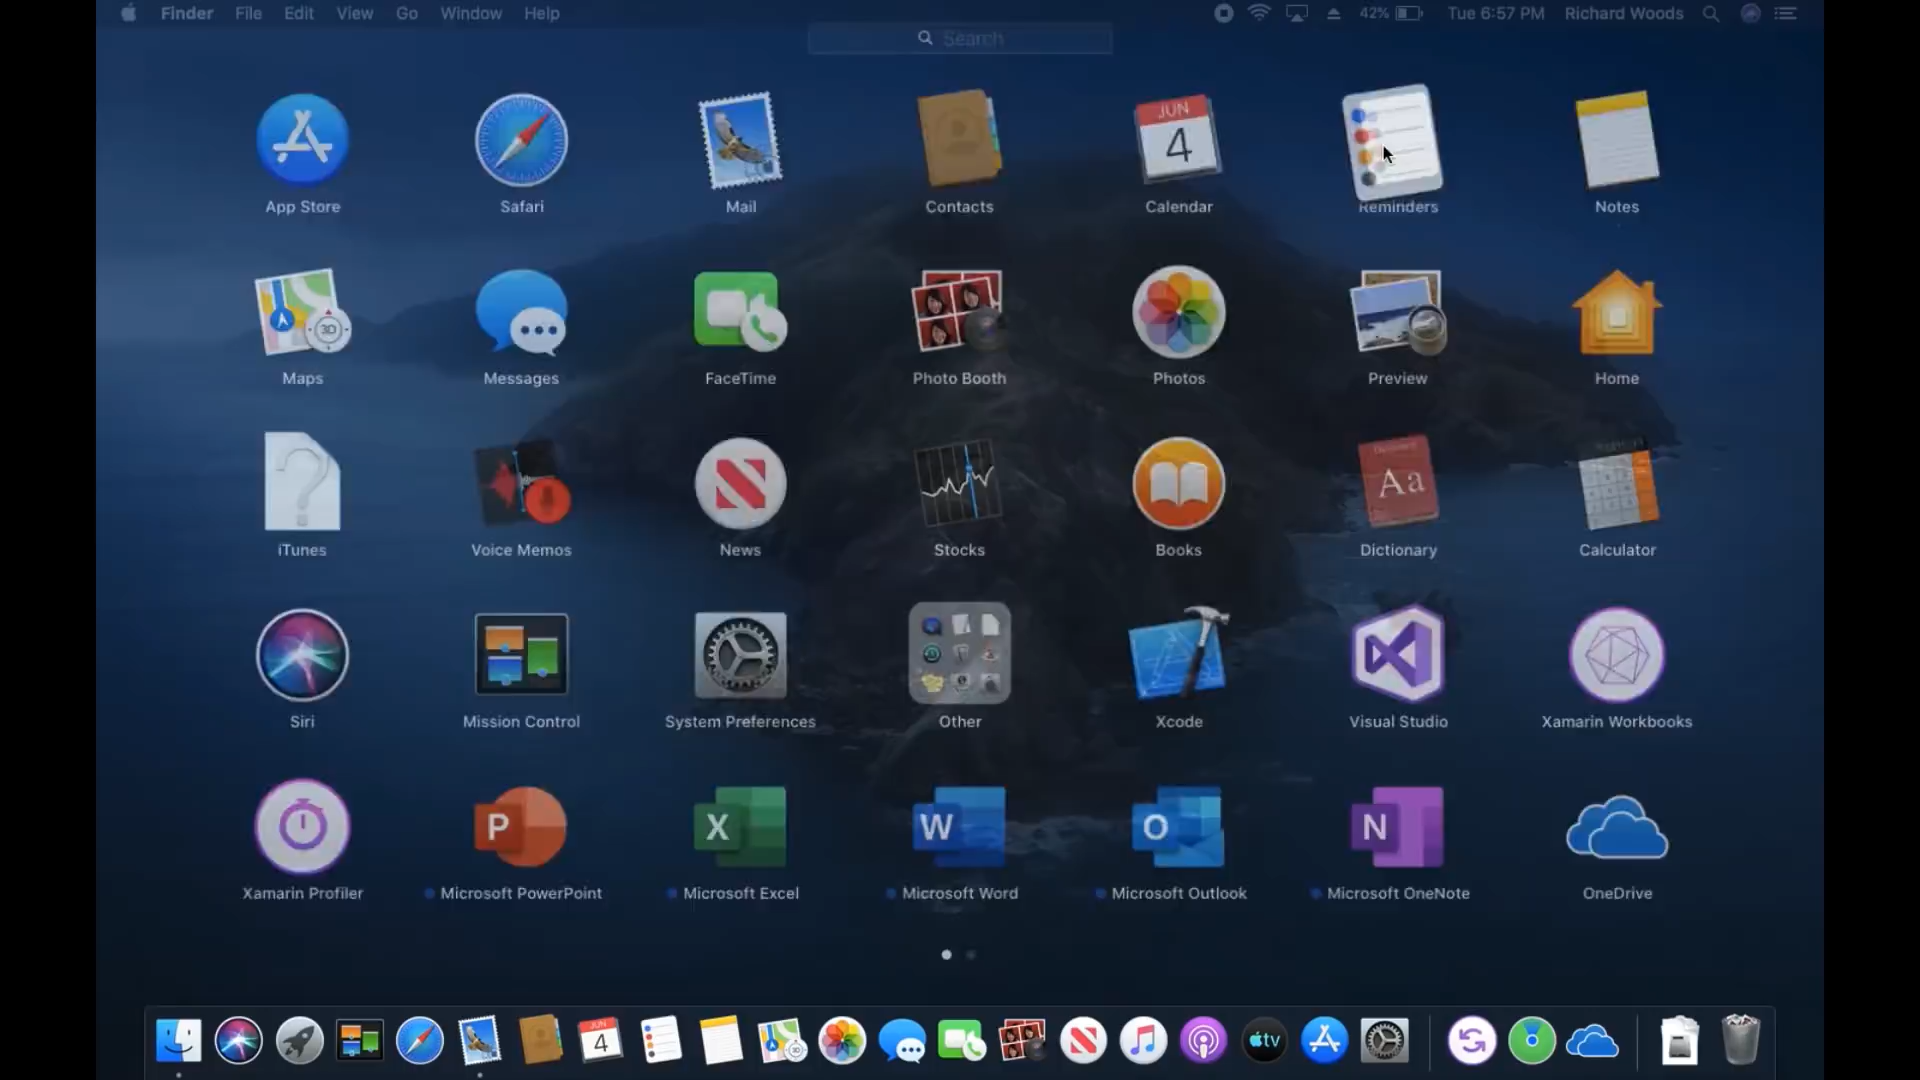 Finder File Edit View Go Window Help 42% Tue 6:57 PM Richard Woods
Search
JUN
4
App Store Safari Mail Contacts Calendar Reminders Notes
3D
Maps Messages FaceTime Photo Booth Photos Preview Home
Aa
iTunes Voice Memos News Stocks Books Dictionary Calculator
Siri Mission Control System Preferences Other Xcode Visual Studio Xamarin Workbooks
P X W O N
Xamarin Profiler Microsoft PowerPoint Microsoft Excel Microsoft Word Microsoft Outlook Microsoft OneNote OneDrive
JUN
4 3D tv